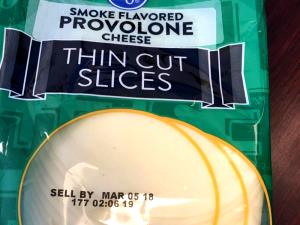 SMOKE FLAVORED
PROVOLONE
CHEESE
THIN CUT
SLICES
SELL BY MAR 05 18
177 02:06 19